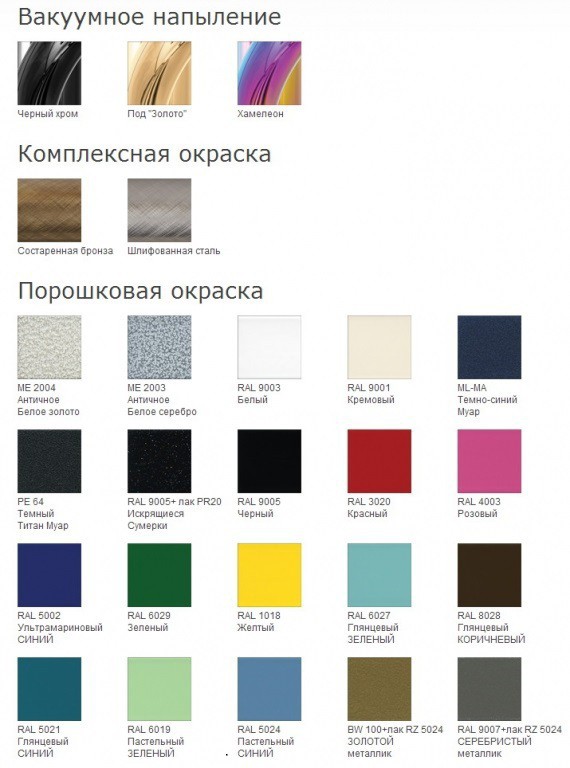 Вакуумное напыление
Черный хром
Под "Золото"
Хамелеон
Комплексная окраска
Состаренная бронза
Шлифованная сталь
Порошковая окраска
ME 2004
Античное
Белое золото
ME 2003
Античное
Белое серебро
RAL 9003
Белый
RAL 9001
Кремовый
ML-MA
Темно-синий
Муар
PE 64
Темный
Титан Муар
RAL 9005+ лак PR20
Искрящиеся
Сумерки
RAL 9005
Черный
RAL 3020
Красный
RAL 4003
Розовый
RAL 5002
Ультрамариновый
СИНИЙ
RAL 6029
Зеленый
RAL 1018
Желтый
RAL 6027
Глянцевый
ЗЕЛЕНЫЙ
RAL 8028
Глянцевый
КОРИЧНЕВЫЙ
RAL 5021
Глянцевый
СИНИЙ
RAL 6019
Пастельный
ЗЕЛЕНЫЙ
RAL 5024
Пастельный
СИНИЙ
BW 100+лак RZ 5024
ЗОЛОТОЙ
металлик
RAL 9007+лак RZ 5024
СЕРЕБРИСТЫЙ
металлик